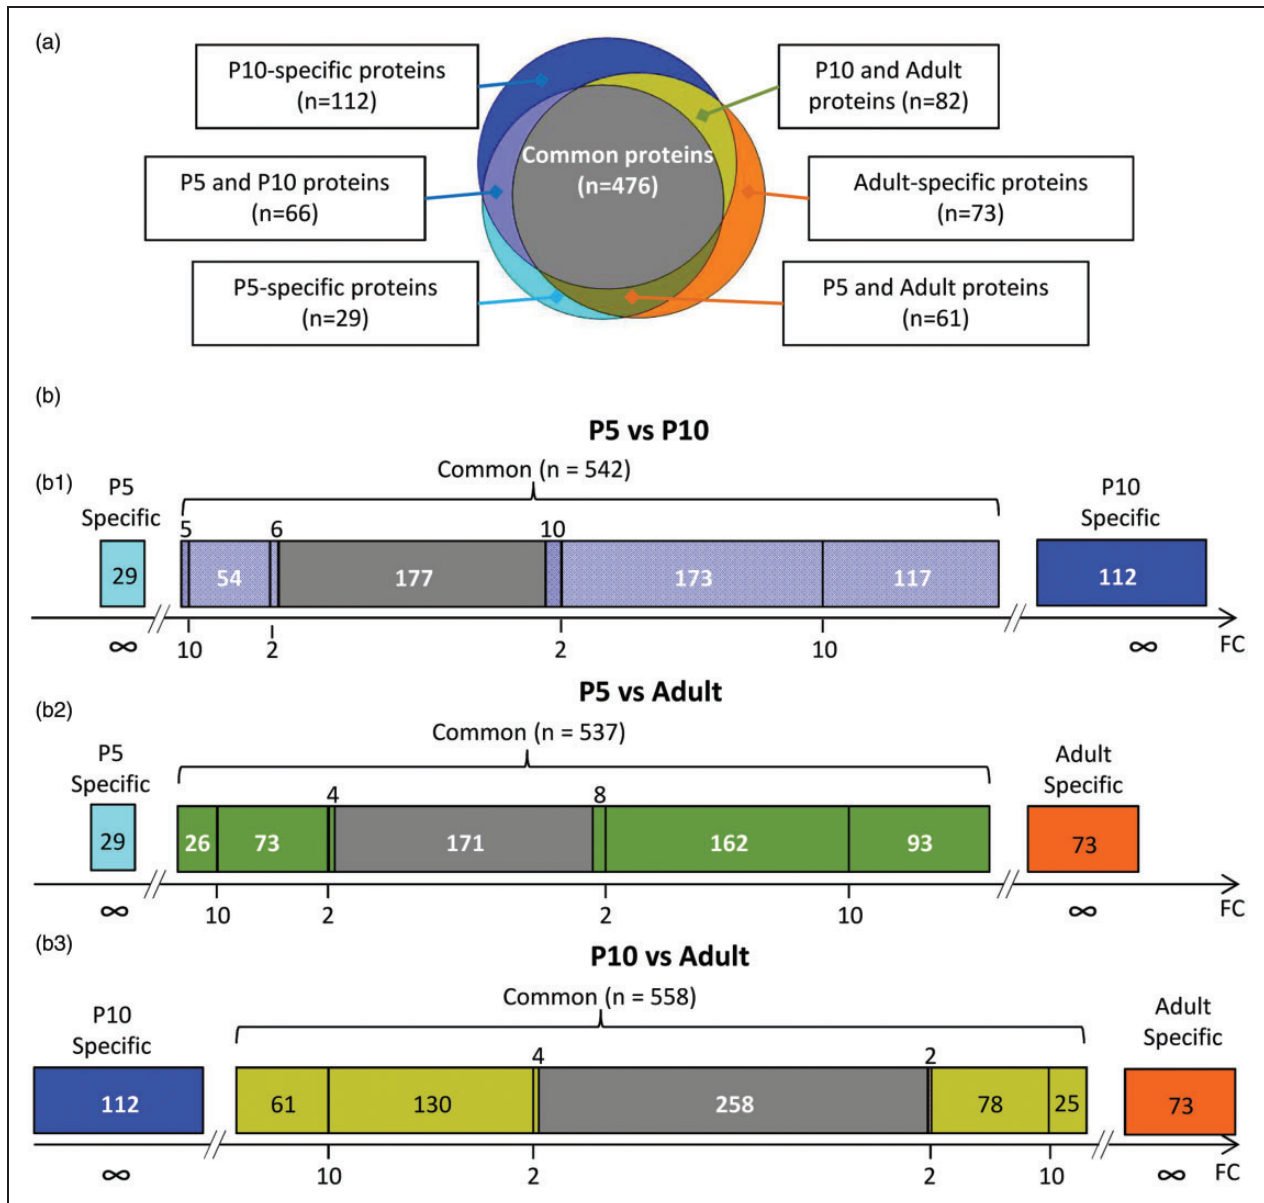 (a)
P10-specific proteins
(n=112)
P10 and Adult
proteins (n=82)
Common proteins
(n=476)
P5 and P10 proteins
(n=66)
Adult-specific proteins
(n=73)
P5-specific proteins
(n=29)
P5 and Adult proteins
(n=61)
(b)
P5 vs P10
(b1)
Common (n = 542)
P5
Specific
P10
Specific
5
6
10
29
54
177
173
117
112
∞
10
2
2
10
∞
FC
P5 vs Adult
(b2)
Common (n = 537)
P5
Specific
Adult
Specific
4
8
29
26
73
171
162
93
73
∞
10
2
2
10
∞
FC
(b3)
P10 vs Adult
Common (n = 558)
P10
Specific
Adult
Specific
4
2
112
61
130
258
78
25
73
∞
10
2
2
10
∞
FC